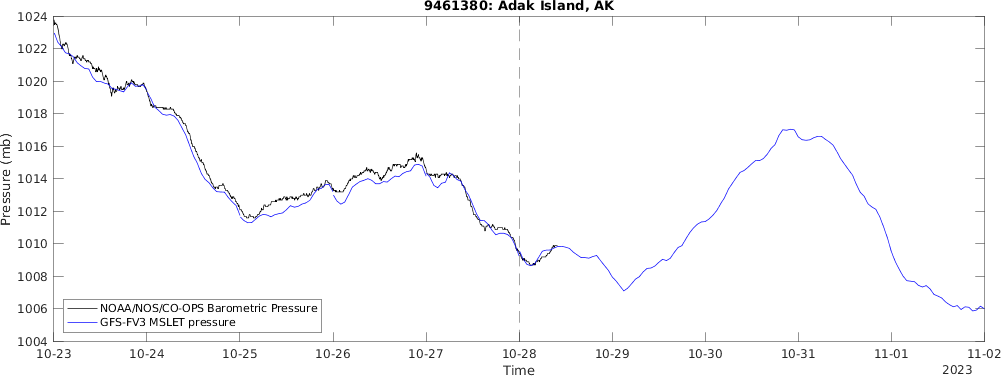 9461380: Adak Island, AK
Pressure (mb)
1024
1022
1020
1018
1016
1014
1012
1010
1008
1006
1004
NOAA/NOS/CO-OPS Barometric Pressure
GFS-FV3 MSLET pressure
10-23 10-24 10-25 10-26 10-27 10-28 10-29 10-30 10-31 11-01 11-02
Time
2023